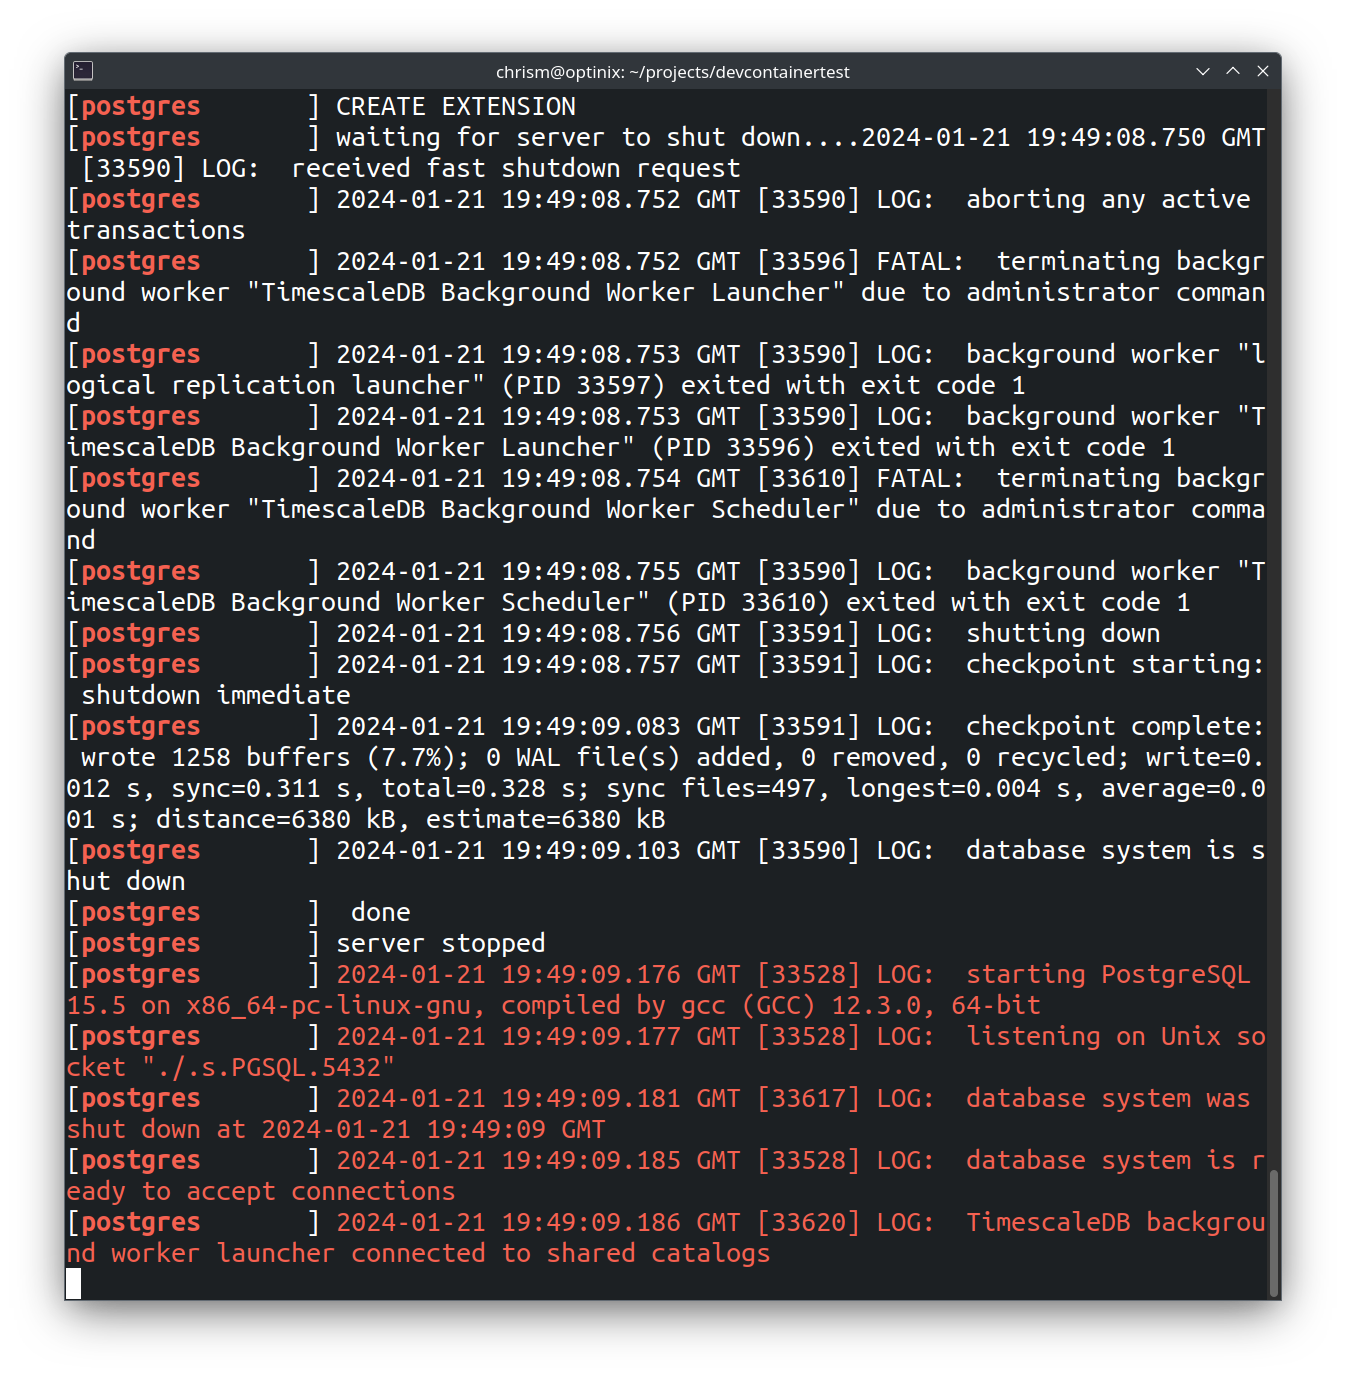 chrism@optinix: ~/projects/devcontainertest
[postgres       ] CREATE EXTENSION
[postgres       ] waiting for server to shut down....2024-01-21 19:49:08.750 GMT
 [33590] LOG:  received fast shutdown request
[postgres       ] 2024-01-21 19:49:08.752 GMT [33590] LOG:  aborting any active
transactions
[postgres       ] 2024-01-21 19:49:08.752 GMT [33596] FATAL:  terminating backgr
ound worker "TimescaleDB Background Worker Launcher" due to administrator comman
d
[postgres       ] 2024-01-21 19:49:08.753 GMT [33590] LOG:  background worker "l
ogical replication launcher" (PID 33597) exited with exit code 1
[postgres       ] 2024-01-21 19:49:08.753 GMT [33590] LOG:  background worker "T
imescaleDB Background Worker Launcher" (PID 33596) exited with exit code 1
[postgres       ] 2024-01-21 19:49:08.754 GMT [33610] FATAL:  terminating backgr
ound worker "TimescaleDB Background Worker Scheduler" due to administrator comma
nd
[postgres       ] 2024-01-21 19:49:08.755 GMT [33590] LOG:  background worker "T
imescaleDB Background Worker Scheduler" (PID 33610) exited with exit code 1
[postgres       ] 2024-01-21 19:49:08.756 GMT [33591] LOG:  shutting down
[postgres       ] 2024-01-21 19:49:08.757 GMT [33591] LOG:  checkpoint starting:
 shutdown immediate
[postgres       ] 2024-01-21 19:49:09.083 GMT [33591] LOG:  checkpoint complete:
 wrote 1258 buffers (7.7%); 0 WAL file(s) added, 0 removed, 0 recycled; write=0.
012 s, sync=0.311 s, total=0.328 s; sync files=497, longest=0.004 s, average=0.0
01 s; distance=6380 kB, estimate=6380 kB
[postgres       ] 2024-01-21 19:49:09.103 GMT [33590] LOG:  database system is s
hut down
[postgres       ]  done
[postgres       ] server stopped
[postgres       ] 2024-01-21 19:49:09.176 GMT [33528] LOG:  starting PostgreSQL
15.5 on x86_64-pc-linux-gnu, compiled by gcc (GCC) 12.3.0, 64-bit
[postgres       ] 2024-01-21 19:49:09.177 GMT [33528] LOG:  listening on Unix so
cket "./.s.PGSQL.5432"
[postgres       ] 2024-01-21 19:49:09.181 GMT [33617] LOG:  database system was
shut down at 2024-01-21 19:49:09 GMT
[postgres       ] 2024-01-21 19:49:09.185 GMT [33528] LOG:  database system is r
eady to accept connections
[postgres       ] 2024-01-21 19:49:09.186 GMT [33620] LOG:  TimescaleDB backgrou
nd worker launcher connected to shared catalogs